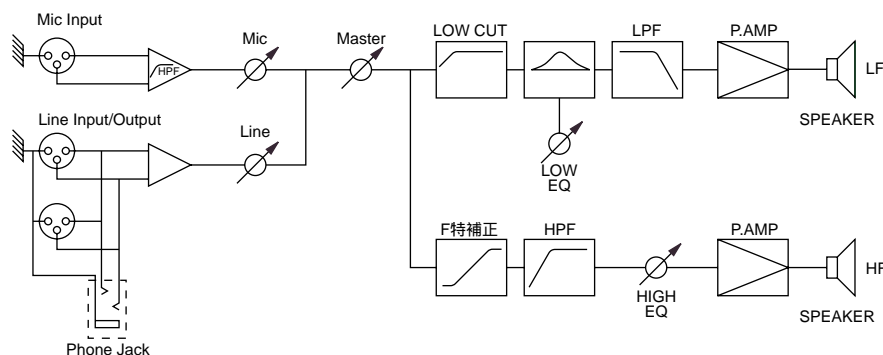 Mic Input
HPF
Mic
Master
LOW CUT
LPF
P.AMP
LF
SPEAKER
LOW
EQ
Line Input/Output
Line
F特補正
HPF
HIGH
EQ
P.AMP
HF
SPEAKER
Phone Jack